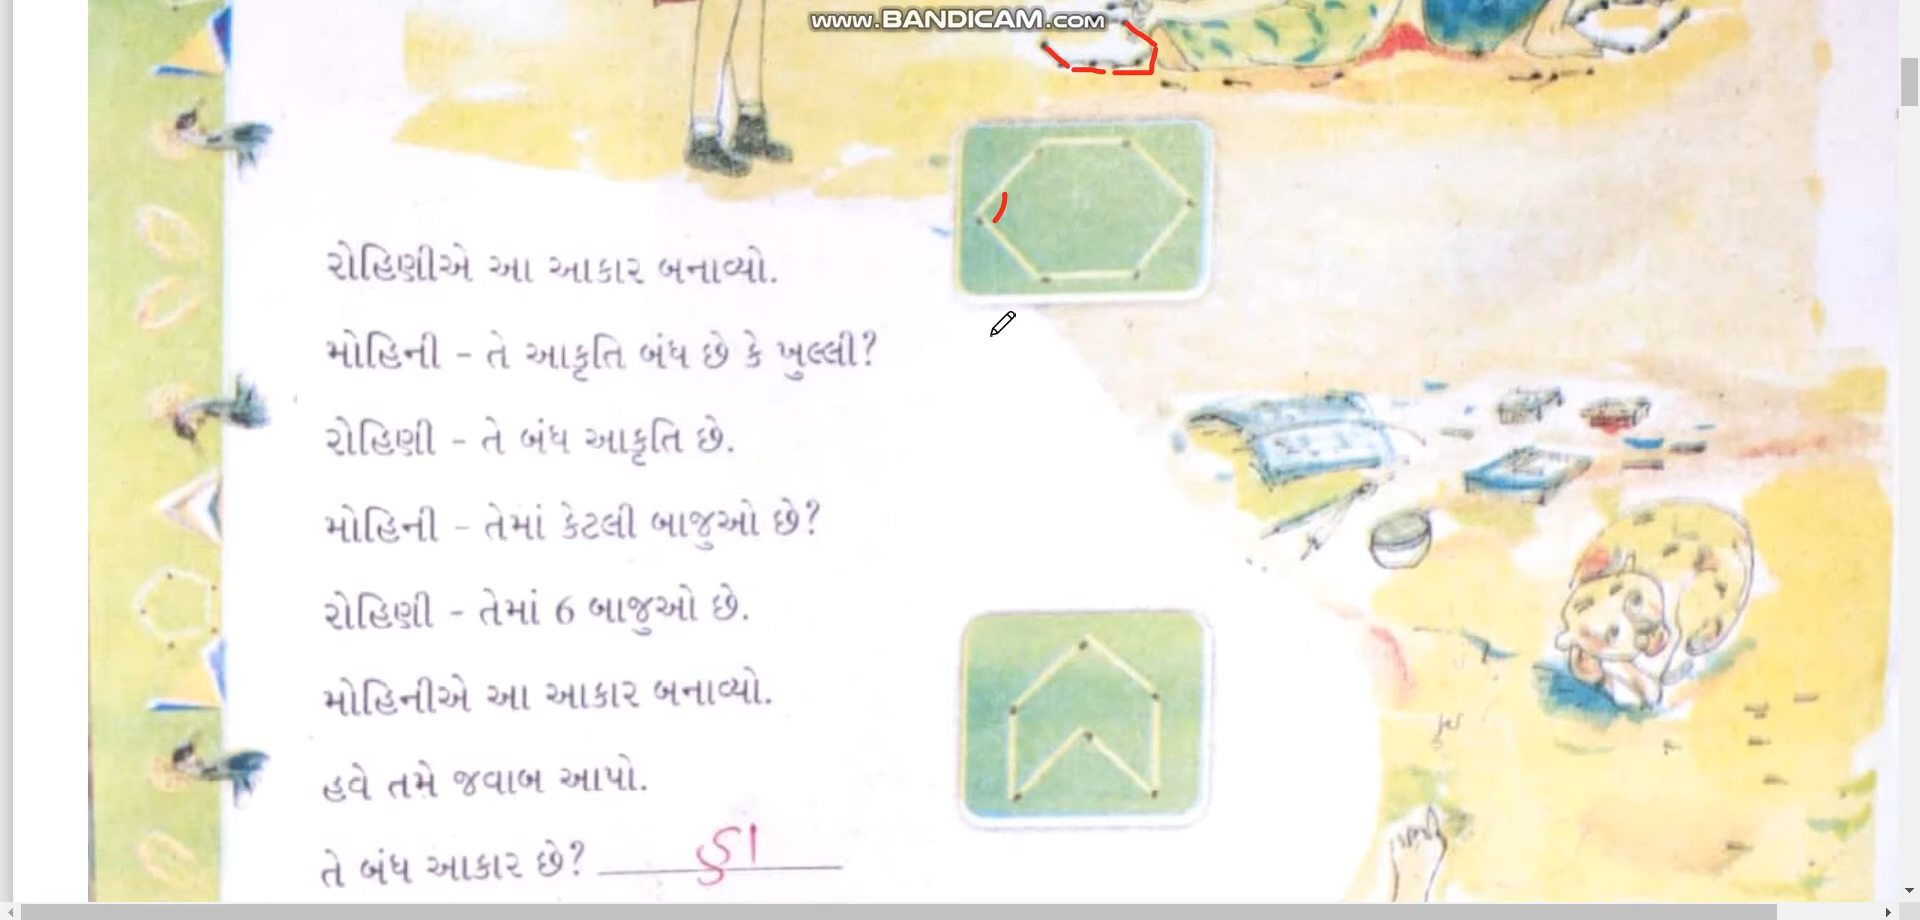 www.BANDICAM.com
રોહિણીએ આ આકાર બનાવ્યો.
મોહિની - તે આકૃતિ બંધ છે કે ખુલ્લી?
રોહિણી - તે બંધ આકૃતિ છે.
મોહિની - તેમાં કેટલી બાજુઓ છે?
રોહિણી - તેમાં 6 બાજુઓ છે.
મોહિનીએ આ આકાર બનાવ્યો.
હવે તમે જવાબ આપો.
તે બંધ આકાર છે? હા